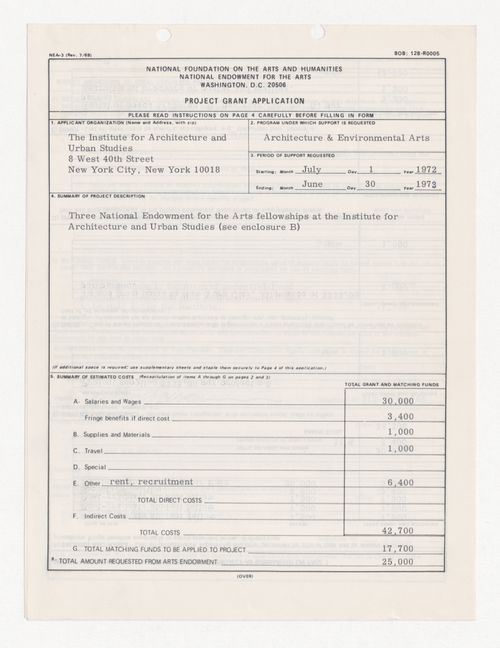 NEA-3 (Rev. 7/69)
BOB: 128-R0005
NATIONAL FOUNDATION ON THE ARTS AND HUMANITIES
NATIONAL ENDOWMENT FOR THE ARTS
WASHINGTON, D.C. 20506
PROJECT GRANT APPLICATION
PLEASE READ INSTRUCTIONS ON PAGE 4 CAREFULLY BEFORE FILLING IN FORM
1. APPLICANT ORGANIZATION (Name and Address, with zip)
The Institute for Architecture and
Urban Studies
8 West 40th Street
New York City, New York 10018
2. PROGRAM UNDER WHICH SUPPORT IS REQUESTED
Architecture & Environmental Arts
3. PERIOD OF SUPPORT REQUESTED
Starting: Month July Day 1 Year 1972
Ending: Month June Day 30 Year 1973
4. SUMMARY OF PROJECT DESCRIPTION
Three National Endowment for the Arts fellowships at the Institute for
Architecture and Urban Studies (see enclosure B)
(If additional space is required, use supplementary sheets and staple them securely to Page 4 of this application.)
5. SUMMARY OF ESTIMATED COSTS (Recapitulation of items A through G on pages 2 and 3)
TOTAL GRANT AND MATCHING FUNDS
A. Salaries and Wages 30,000
Fringe benefits if direct cost 3,400
B. Supplies and Materials 1,000
C. Travel 1,000
D. Special
E. Other rent, recruitment 6,400
TOTAL DIRECT COSTS
F. Indirect Costs
TOTAL COSTS 42,700
G. TOTAL MATCHING FUNDS TO BE APPLIED TO PROJECT 17,700
TOTAL AMOUNT REQUESTED FROM ARTS ENDOWMENT 25,000
(OVER)